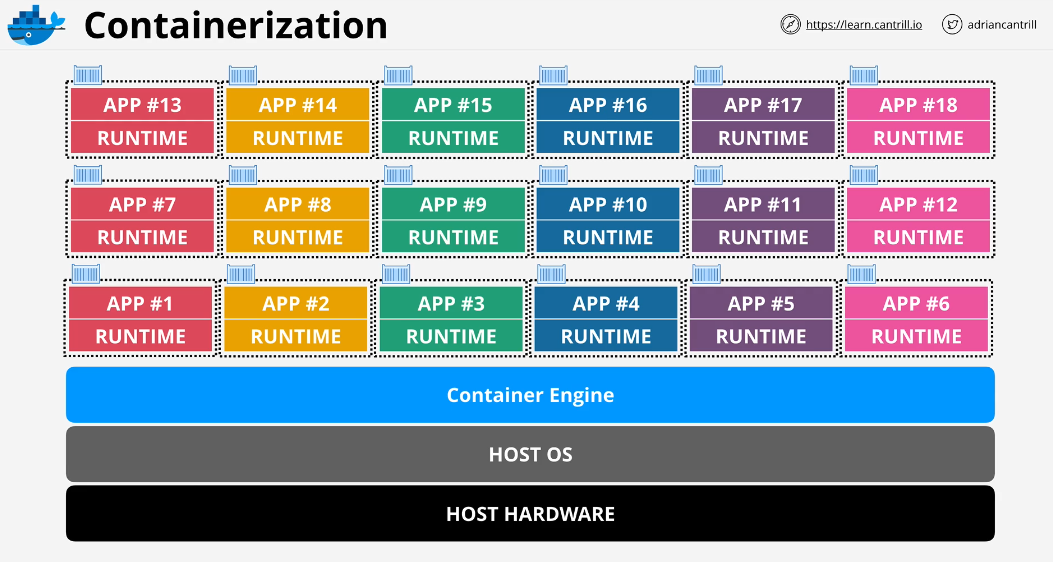 Containerization
https://learn.cantrill.io
adriancantrill
APP #13 APP #14 APP #15 APP #16 APP #17 APP #18
RUNTIME RUNTIME RUNTIME RUNTIME RUNTIME RUNTIME
APP #7 APP #8 APP #9 APP #10 APP #11 APP #12
RUNTIME RUNTIME RUNTIME RUNTIME RUNTIME RUNTIME
APP #1 APP #2 APP #3 APP #4 APP #5 APP #6
RUNTIME RUNTIME RUNTIME RUNTIME RUNTIME RUNTIME
Container Engine
HOST OS
HOST HARDWARE